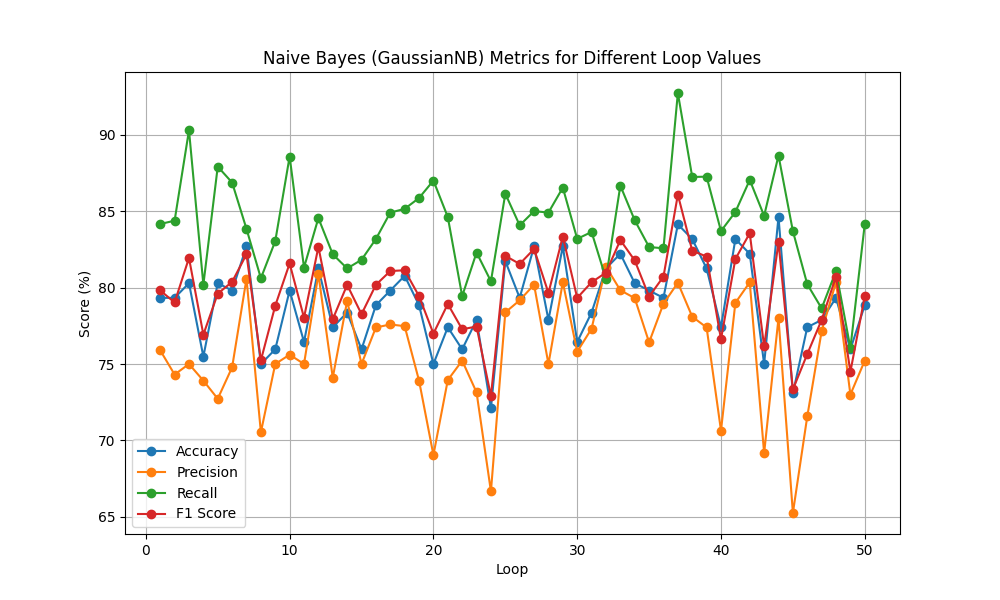 Naive Bayes (GaussianNB) Metrics for Different Loop Values
Score (%)
90
85
80
75
70
65
Accuracy
Precision
Recall
F1 Score
0
10
20
30
40
50
Loop